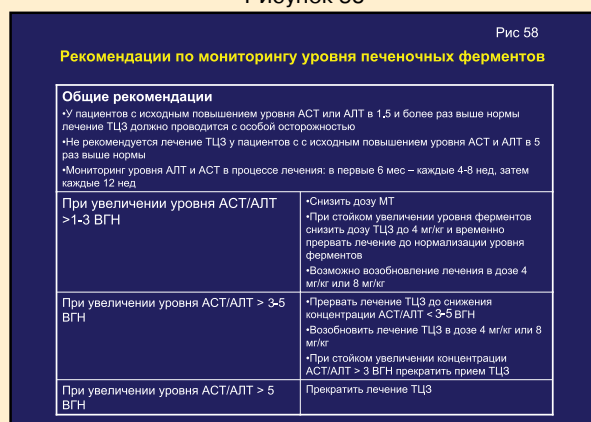 Рис 58
Рекомендации по мониторингу уровня печеночных ферментов
Общие рекомендации
•У пациентов с исходным повышением уровня АСТ или АЛТ в 1.5 и более раз выше нормы
лечение ТЦЗ должно проводится с особой осторожностью
•Не рекомендуется лечение ТЦЗ у пациентов с с исходным повышением уровня АСТ и АЛТ в 5
раз выше нормы
•Мониторинг уровня АЛТ и АСТ в процессе лечения: в первые 6 мес – каждые 4-8 нед, затем
каждые 12 нед
При увеличении уровня АСТ/АЛТ
>1-3 ВГН
•Снизить дозу МТ
•При стойком увеличении уровня ферментов
снизить дозу ТЦЗ до 4 мг/кг и временно
прервать лечение до нормализации уровня
ферментов
•Возможно возобновление лечения в дозе 4
мг/кг или 8 мг/кг
При увеличении уровня АСТ/АЛТ > 3-5
ВГН
•Прервать лечение ТЦЗ до снижения
концентрации АСТ/АЛТ < 3-5 ВГН
•Возобновить лечение ТЦЗ в дозе 4 мг/кг или 8
мг/кг
•При стойком увеличении концентрации
АСТ/АЛТ > 3 ВГН прекратить прием ТЦЗ
При увеличении уровня АСТ/АЛТ > 5
ВГН
Прекратить лечение ТЦЗ